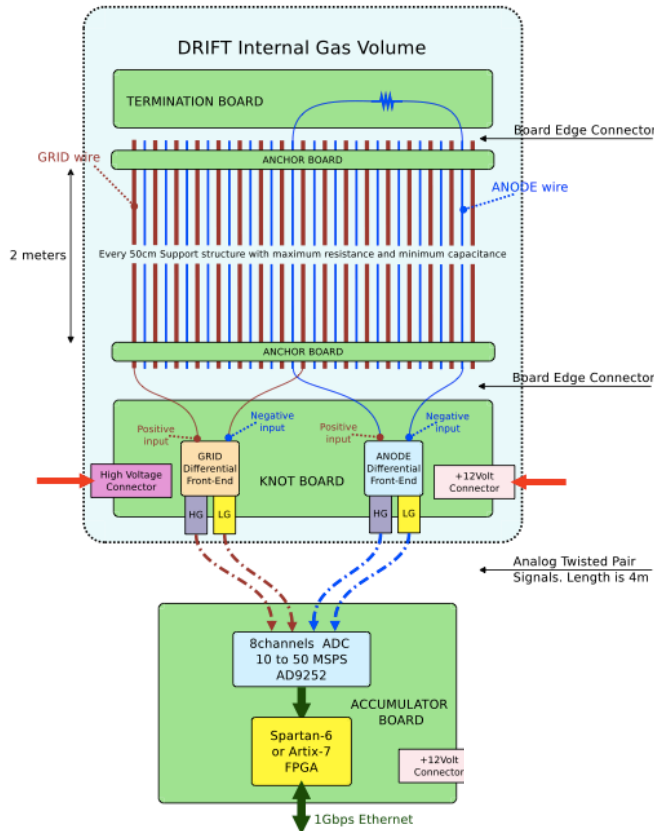 DRIFT Internal Gas Volume
TERMINATION BOARD
Board Edge Connector
GRID wire
ANCHOR BOARD
ANODE wire
2 meters
Every 50cm Support structure with maximum resistance and minimum capacitance
ANCHOR BOARD
Board Edge Connector
Positive
input
Negative
input
Positive
input
Negative
input
GRID
Differential
Front-End
ANODE
Differential
Front-End
High Voltage
Connector
KNOT BOARD
+12Volt
Connector
HG
LG
HG
LG
Analog Twisted Pair
Signals. Length is 4m
8channels ADC
10 to 50 MSPS
AD9252
ACCUMULATOR
BOARD
Spartan-6
or Artix-7
FPGA
+12Volt
Connector
1Gbps Ethernet